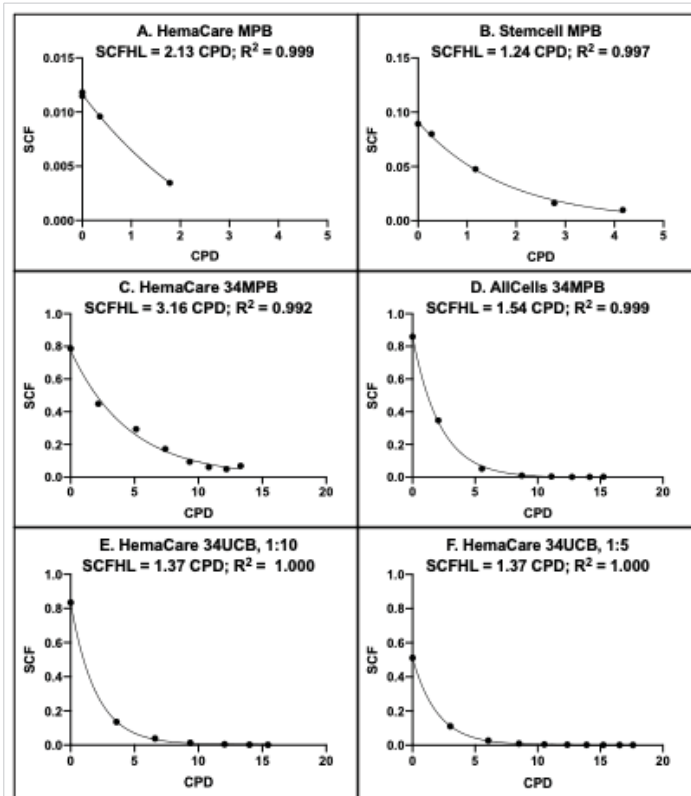 A. HemaCare MPB
SCFHL = 2.13 CPD; R² = 0.999
0.015
0.010
0.005
0.000
SCF
0 1 2 3 4 5
CPD
B. Stemcell MPB
SCFHL = 1.24 CPD; R² = 0.997
0.15
0.10
0.05
0.00
SCF
0 1 2 3 4 5
CPD
C. HemaCare 34MPB
SCFHL = 3.16 CPD; R² = 0.992
1.0
0.8
0.6
0.4
0.2
0.0
SCF
0 5 10 15 20
CPD
D. AllCells 34MPB
SCFHL = 1.54 CPD; R² = 0.999
1.0
0.8
0.6
0.4
0.2
0.0
SCF
0 5 10 15 20
CPD
E. HemaCare 34UCB, 1:10
SCFHL = 1.37 CPD; R² = 1.000
1.0
0.8
0.6
0.4
0.2
0.0
SCF
0 5 10 15 20
CPD
F. HemaCare 34UCB, 1:5
SCFHL = 1.37 CPD; R² = 1.000
1.0
0.8
0.6
0.4
0.2
0.0
SCF
0 5 10 15 20
CPD